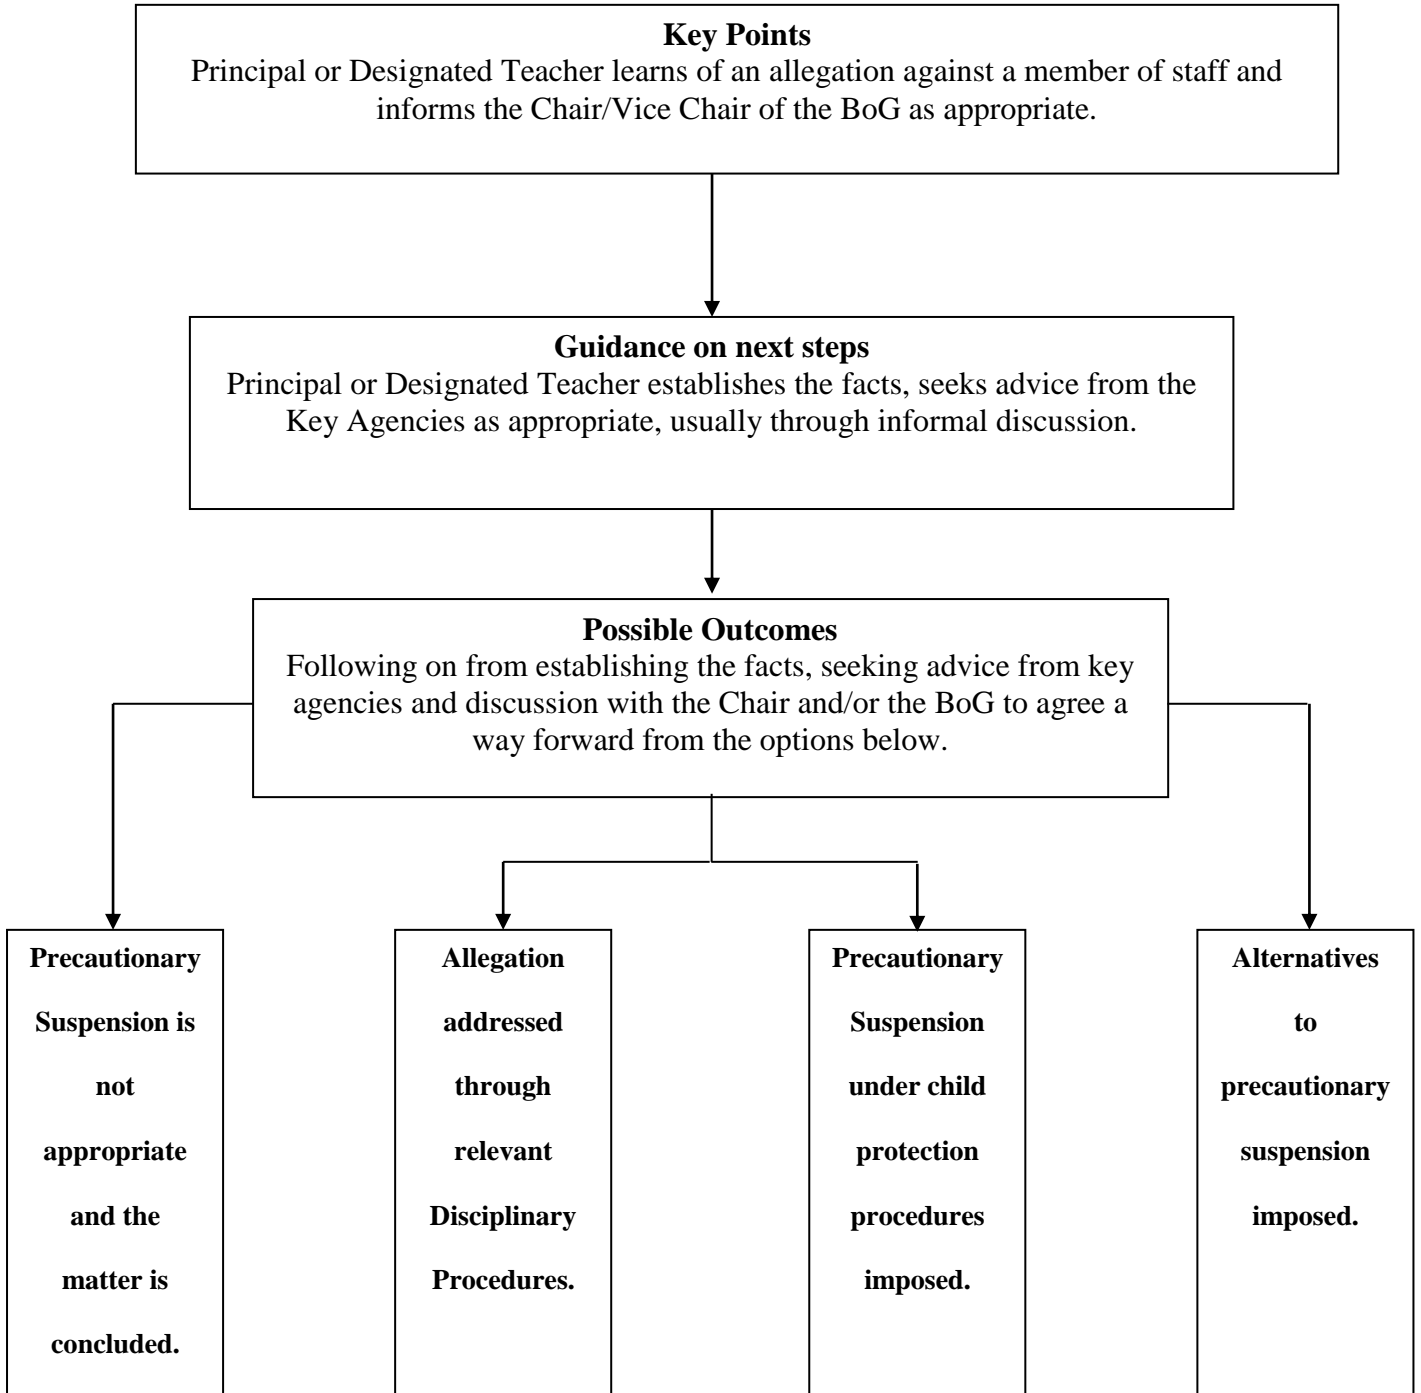 Key Points
Principal or Designated Teacher learns of an allegation against a member of staff and
informs the Chair/Vice Chair of the BoG as appropriate.
Guidance on next steps
Principal or Designated Teacher establishes the facts, seeks advice from the
Key Agencies as appropriate, usually through informal discussion.
Possible Outcomes
Following on from establishing the facts, seeking advice from key
agencies and discussion with the Chair and/or the BoG to agree a
way forward from the options below.
Precautionary
Suspension is
not
appropriate
and the
matter is
concluded.
Allegation
addressed
through
relevant
Disciplinary
Procedures.
Precautionary
Suspension
under child
protection
procedures
imposed.
Alternatives
to
precautionary
suspension
imposed.